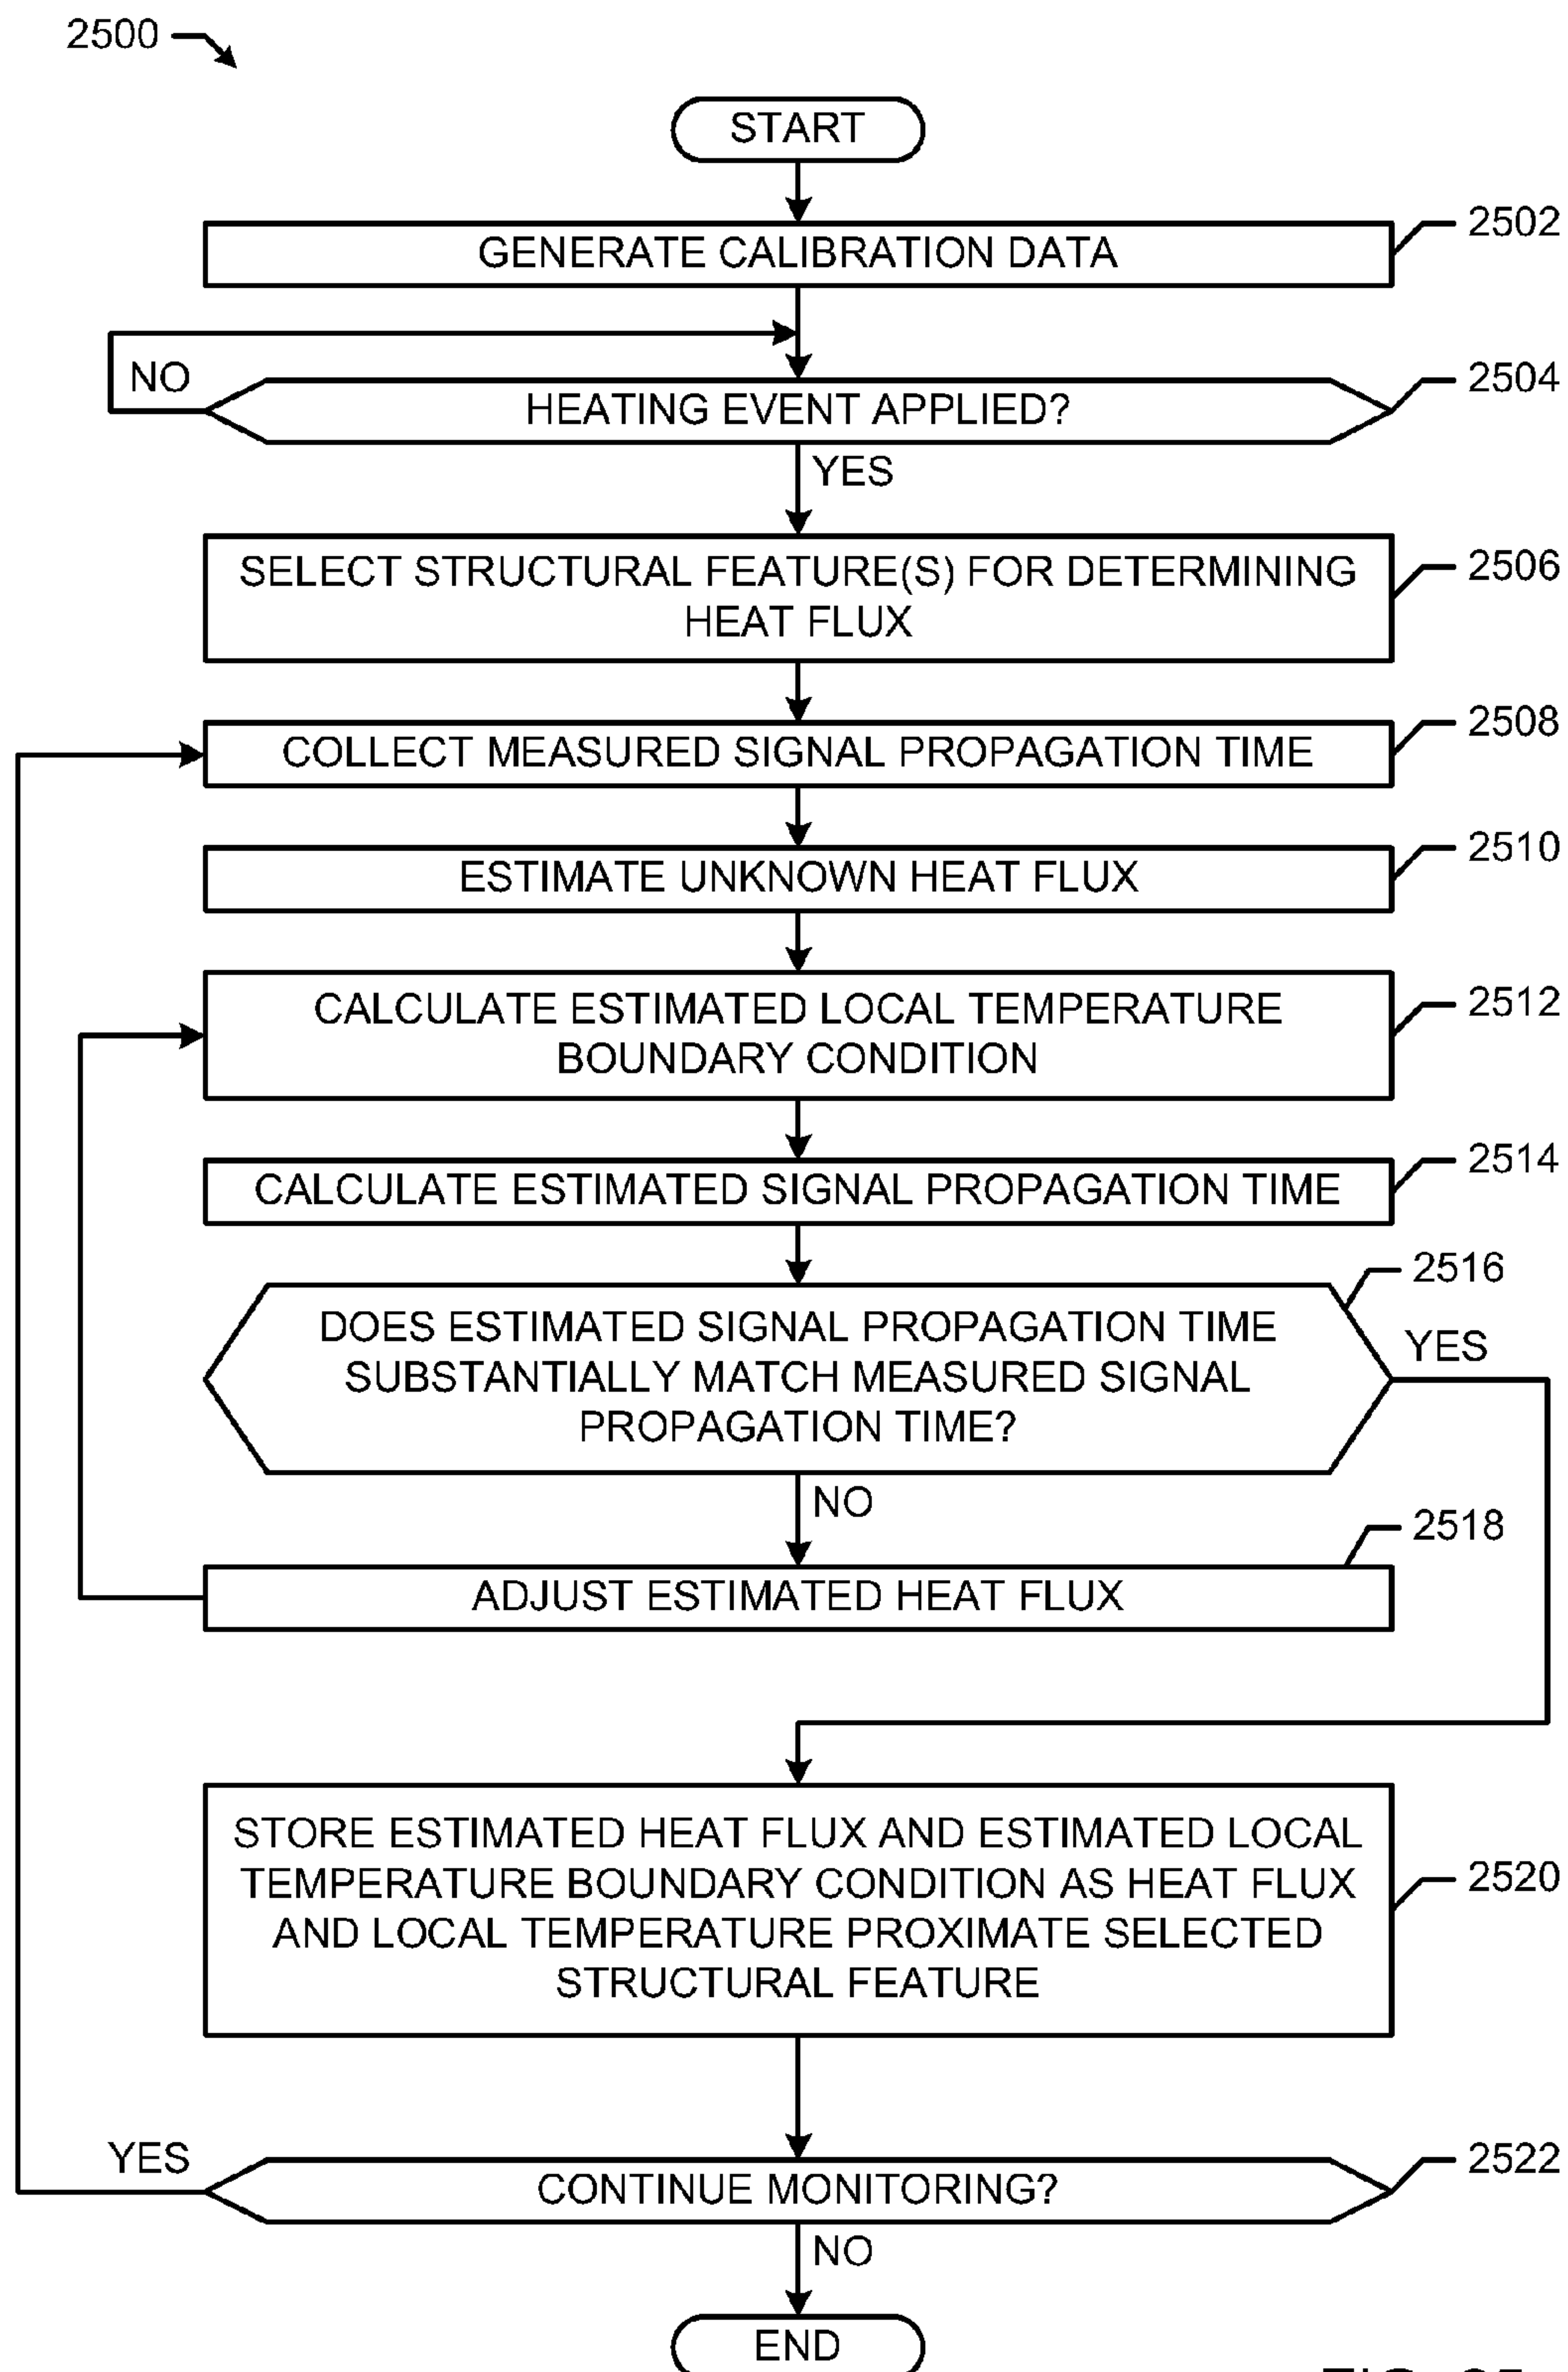 2500
START
GENERATE CALIBRATION DATA
2502
NO
HEATING EVENT APPLIED?
2504
YES
SELECT STRUCTURAL FEATURE(S) FOR DETERMINING
HEAT FLUX
2506
COLLECT MEASURED SIGNAL PROPAGATION TIME
2508
ESTIMATE UNKNOWN HEAT FLUX
2510
CALCULATE ESTIMATED LOCAL TEMPERATURE
BOUNDARY CONDITION
2512
CALCULATE ESTIMATED SIGNAL PROPAGATION TIME
2514
DOES ESTIMATED SIGNAL PROPAGATION TIME
SUBSTANTIALLY MATCH MEASURED SIGNAL
PROPAGATION TIME?
2516
YES
NO
ADJUST ESTIMATED HEAT FLUX
2518
STORE ESTIMATED HEAT FLUX AND ESTIMATED LOCAL
TEMPERATURE BOUNDARY CONDITION AS HEAT FLUX
AND LOCAL TEMPERATURE PROXIMATE SELECTED
STRUCTURAL FEATURE
2520
YES
CONTINUE MONITORING?
2522
NO
END